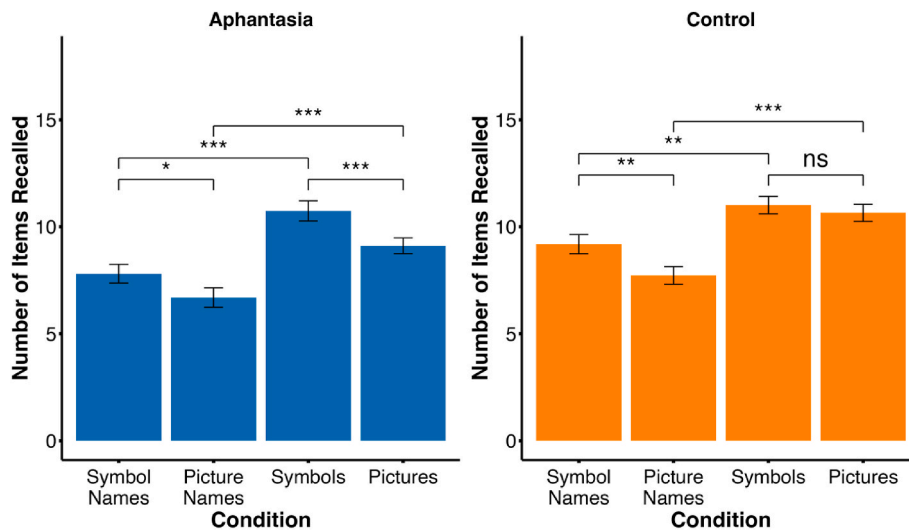 Aphantasia
Number of Items Recalled
15
10
5
0
***
***
*
***
Symbol Names
Picture Names
Symbols
Pictures
Condition
Control
Number of Items Recalled
15
10
5
0
***
**
**
ns
Symbol Names
Picture Names
Symbols
Pictures
Condition